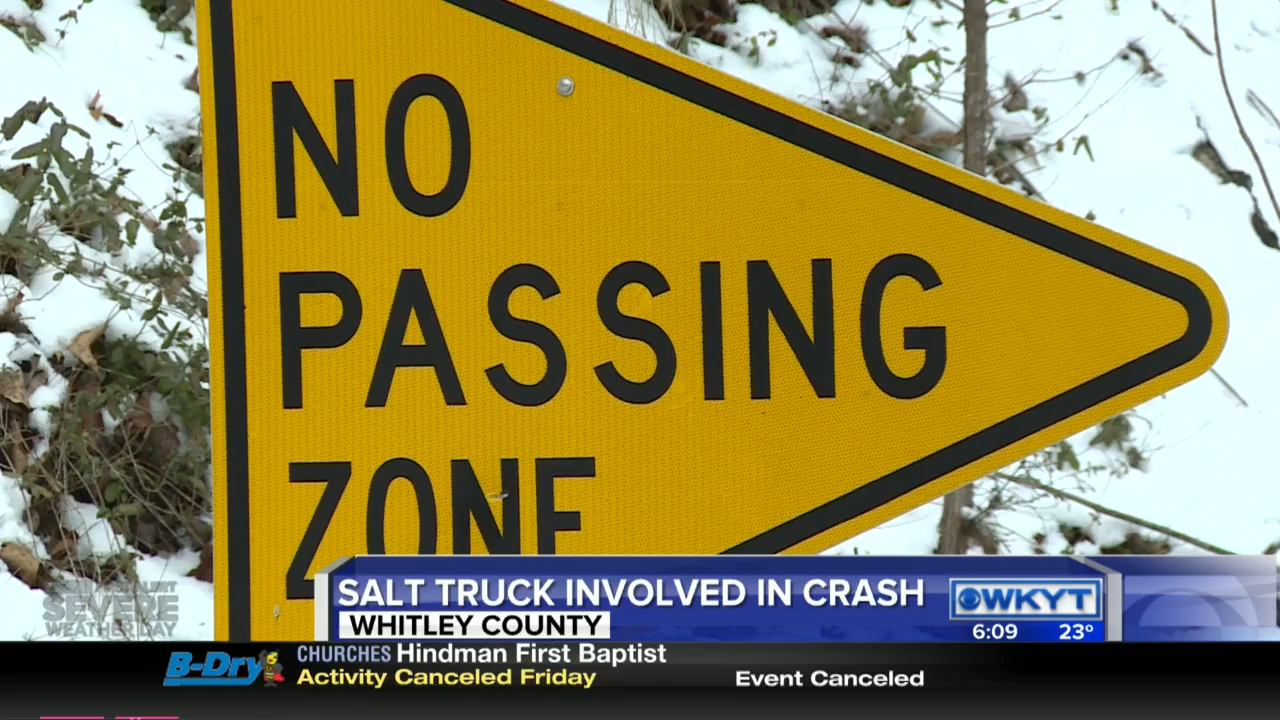 NO
PASSING
ZONE
SALT TRUCK INVOLVED IN CRASH
WKYT
WHITLEY COUNTY
6:09 23°
SEVERE
WEATHER DAY
B-Dry
CHURCHES Hindman First Baptist
Activity Canceled Friday
Event Canceled